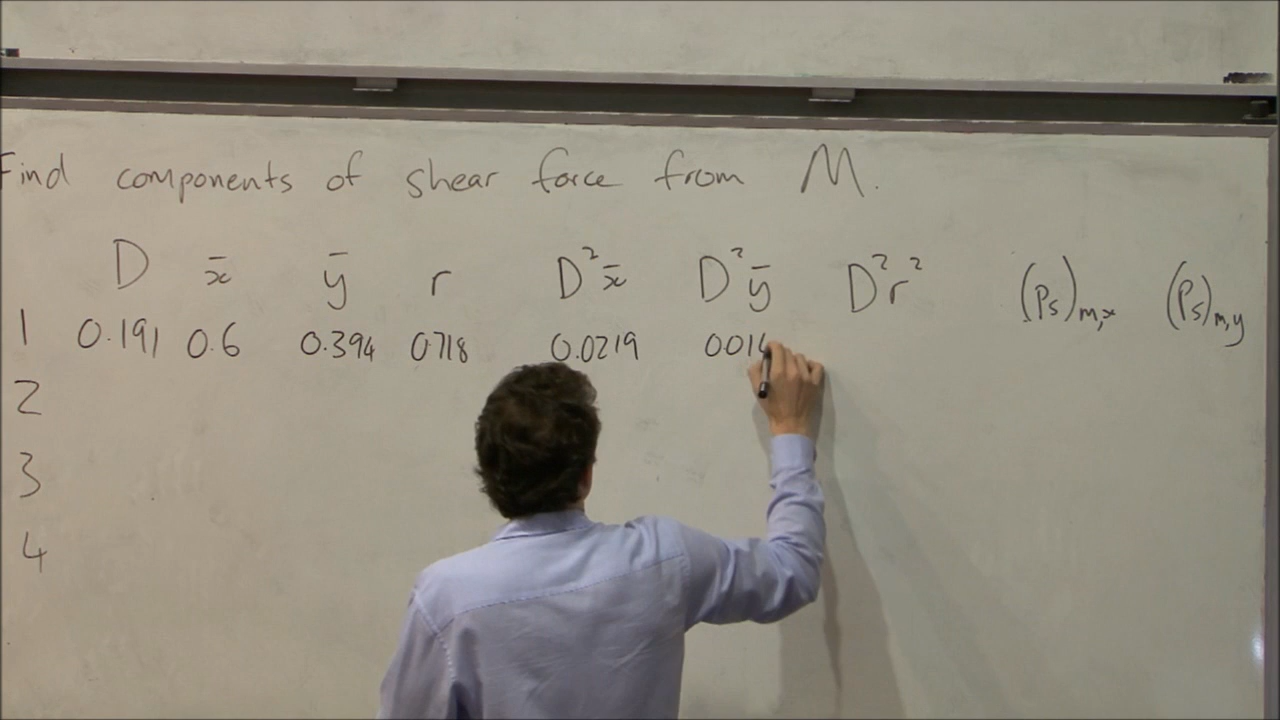 Find components of shear force from M.
D x̄ ȳ r D²x̄ D²ȳ D²r² (Ps)m,x (Ps)m,y
1 0.191 0.6 0.394 0.718 0.0219
2
3
4